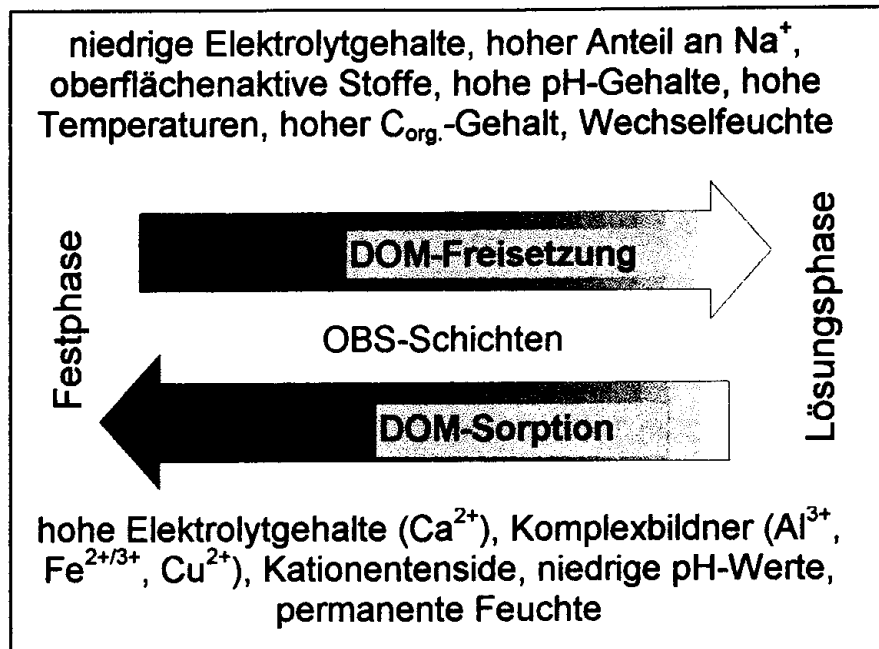 niedrige Elektrolytgehalte, hoher Anteil an Na⁺,
oberflächenaktive Stoffe, hohe pH-Gehalte, hohe
Temperaturen, hoher C_org.-Gehalt, Wechselfeuchte
Festphase
DOM-Freisetzung
OBS-Schichten
DOM-Sorption
Lösungsphase
hohe Elektrolytgehalte (Ca²⁺), Komplexbildner (Al³⁺,
Fe²⁺/³⁺, Cu²⁺), Kationentenside, niedrige pH-Werte,
permanente Feuchte